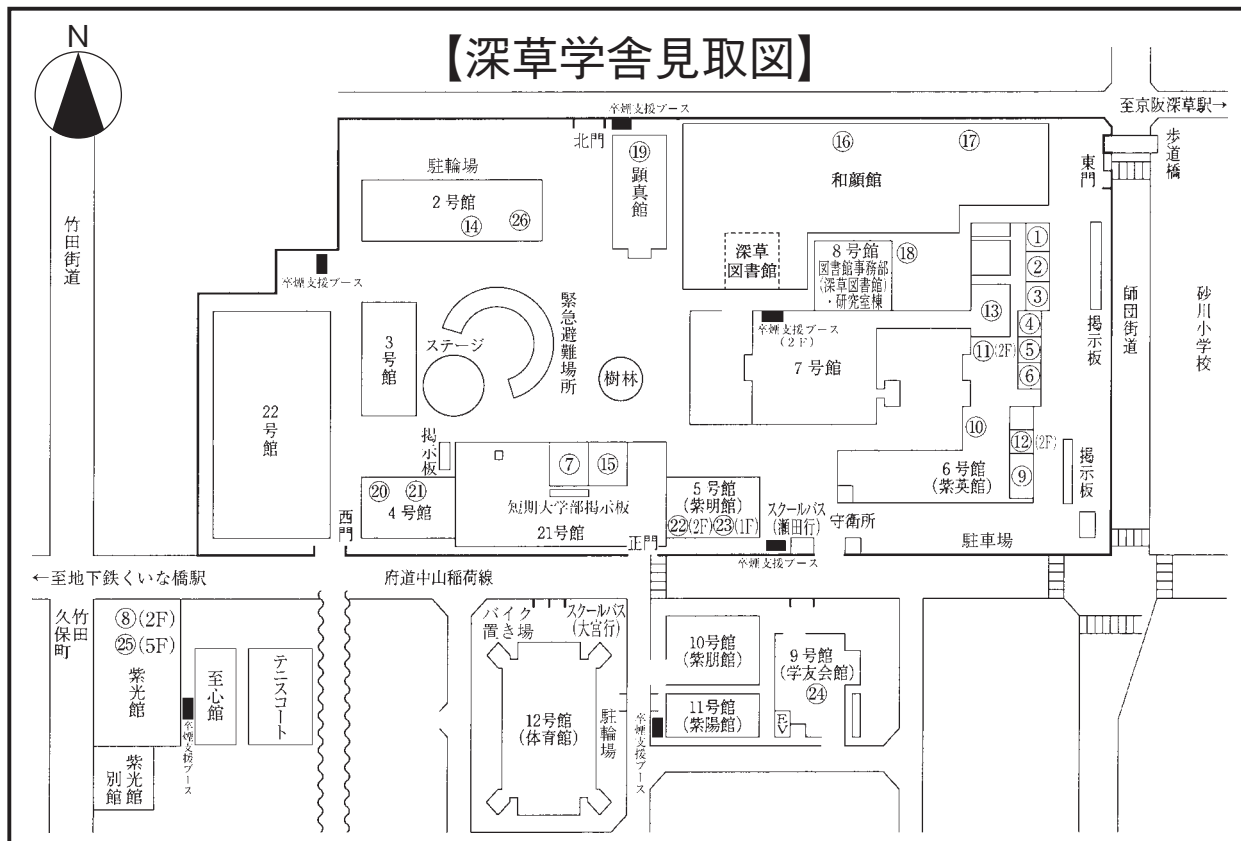 N
【深草学舎見取図】
至京阪深草駅→
卒煙支援ブース
北門
歩道橋
東門
⑲
顕真館
⑯
⑰
和顔館
駐輪場
2号館
⑭
㉖
竹田街道
卒煙支援ブース
深草
図書館
8号館
図書館事務部
(深草図書館)
・研究室棟
⑱
①
②
③
④
⑤
⑥
⑬
⑪(2F)
掲示板
師団街道
砂川小学校
緊急避難場所
ステージ
3号館
樹林
卒煙支援ブース
(2F)
7号館
22号館
掲示板
⑦
⑮
短期大学部掲示板
21号館
⑳
㉑
4号館
西門
5号館
(紫明館)
㉒(2F)㉓(1F)
正門
スクールバス
(瀬田行)
卒煙支援ブース
守衛所
⑩
6号館
(紫英館)
⑫(2F)
⑨
掲示板
駐車場
←至地下鉄くいな橋駅
府道中山稲荷線
竹田
久保町
⑧(2F)
㉕(5F)
紫光館
卒煙支援ブース
至心館
テニスコート
紫光館
別館
バイク
置き場
スクールバス
(大宮行)
12号館
(体育館)
駐輪場
卒煙支援ブース
10号館
(紫朋館)
11号館
(紫陽館)
9号館
(学友会館)
㉔
EV